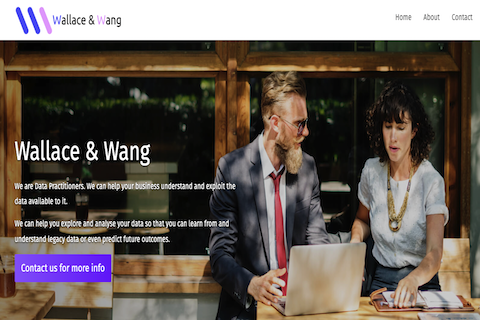 Wallace & Wang
Home About Contact
Wallace & Wang
We are Data Practitioners. We can help your business understand and exploit the
data available to it.
We can help you explore and analyse your data so that you can learn from and
understand legacy data or even predict future outcomes.
Contact us for more info